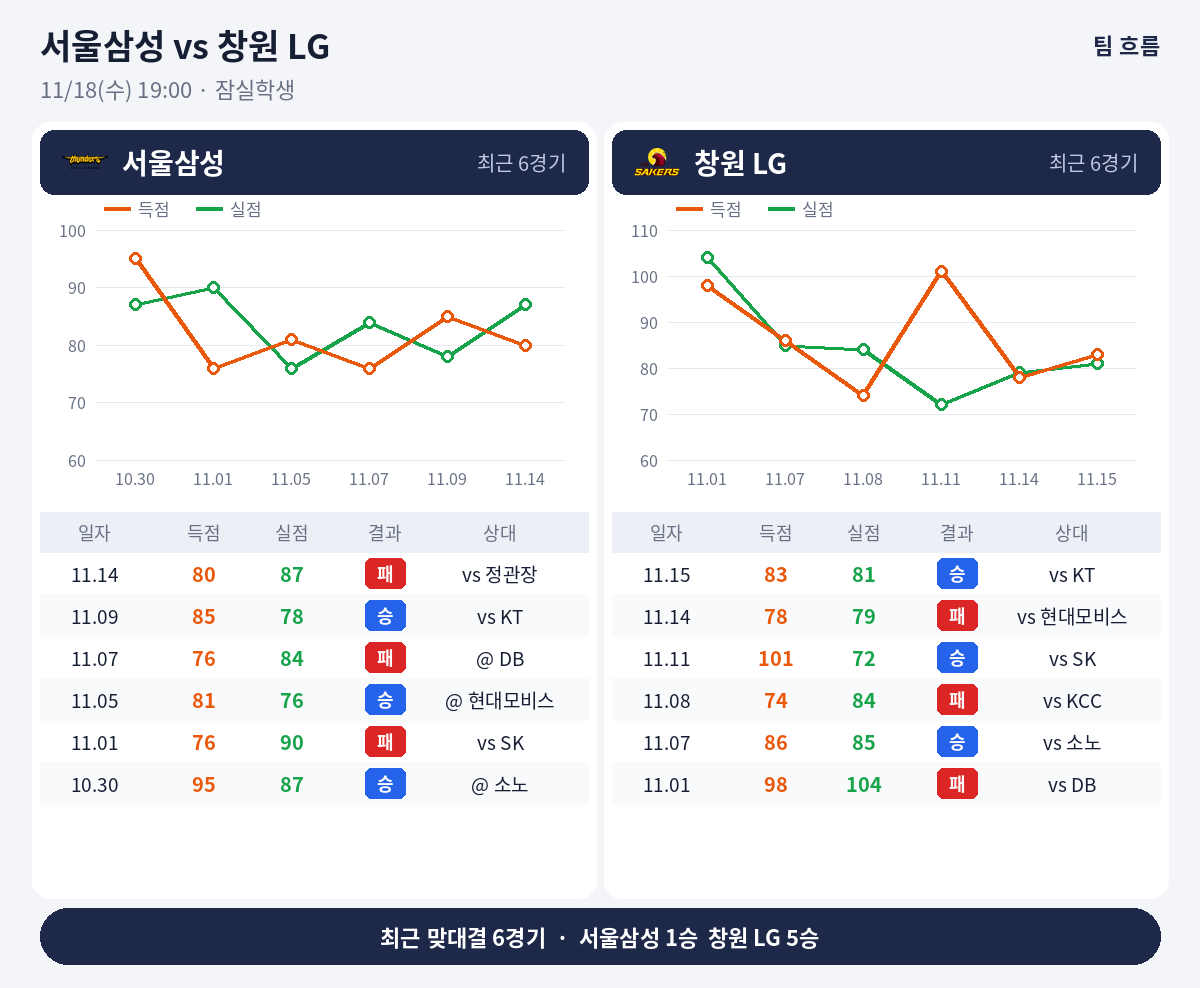 서울삼성 vs 창원 LG
팀 흐름
11/18(수) 19:00 · 잠실학생
thunders 서울삼성 최근 6경기
득점 실점
100
90
80
70
60
10.30 11.01 11.05 11.07 11.09 11.14
일자 득점 실점 결과 상대
11.14 80 87 패 vs 정관장
11.09 85 78 승 vs KT
11.07 76 84 패 @ DB
11.05 81 76 승 @ 현대모비스
11.01 76 90 패 vs SK
10.30 95 87 승 @ 소노
SAKERS 창원 LG 최근 6경기
득점 실점
110
100
90
80
70
60
11.01 11.07 11.08 11.11 11.14 11.15
일자 득점 실점 결과 상대
11.15 83 81 승 vs KT
11.14 78 79 패 vs 현대모비스
11.11 101 72 승 vs SK
11.08 74 84 패 vs KCC
11.07 86 85 승 vs 소노
11.01 98 104 패 vs DB
최근 맞대결 6경기 · 서울삼성 1승 창원 LG 5승